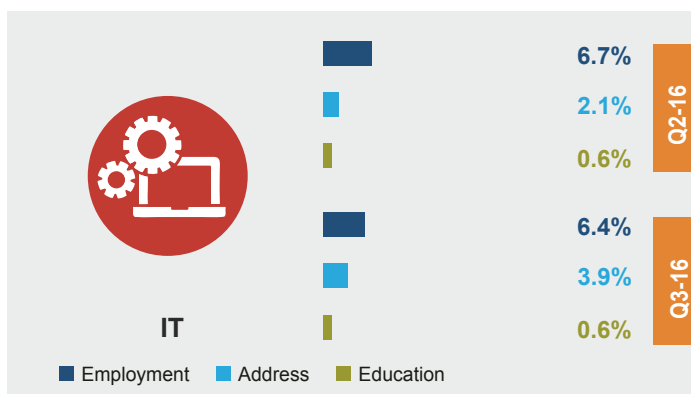 6.7%
2.1%
0.6%
Q2-16
6.4%
3.9%
0.6%
Q3-16
IT
Employment Address Education